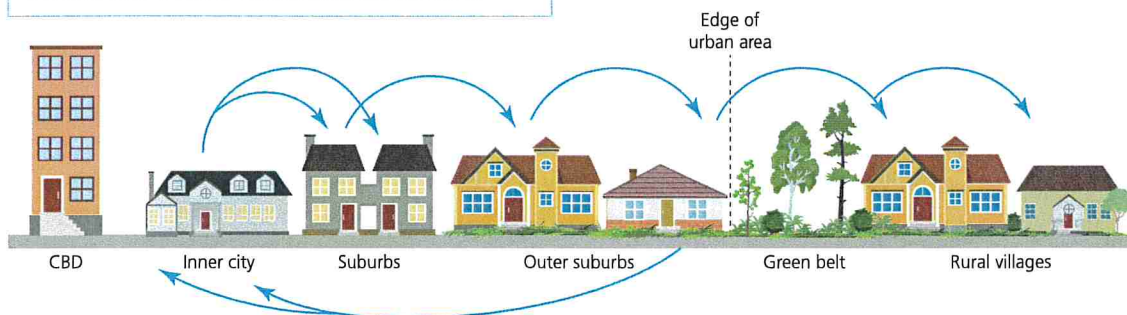 Edge of
urban area
CBD
Inner city
Suburbs
Outer suburbs
Green belt
Rural villages